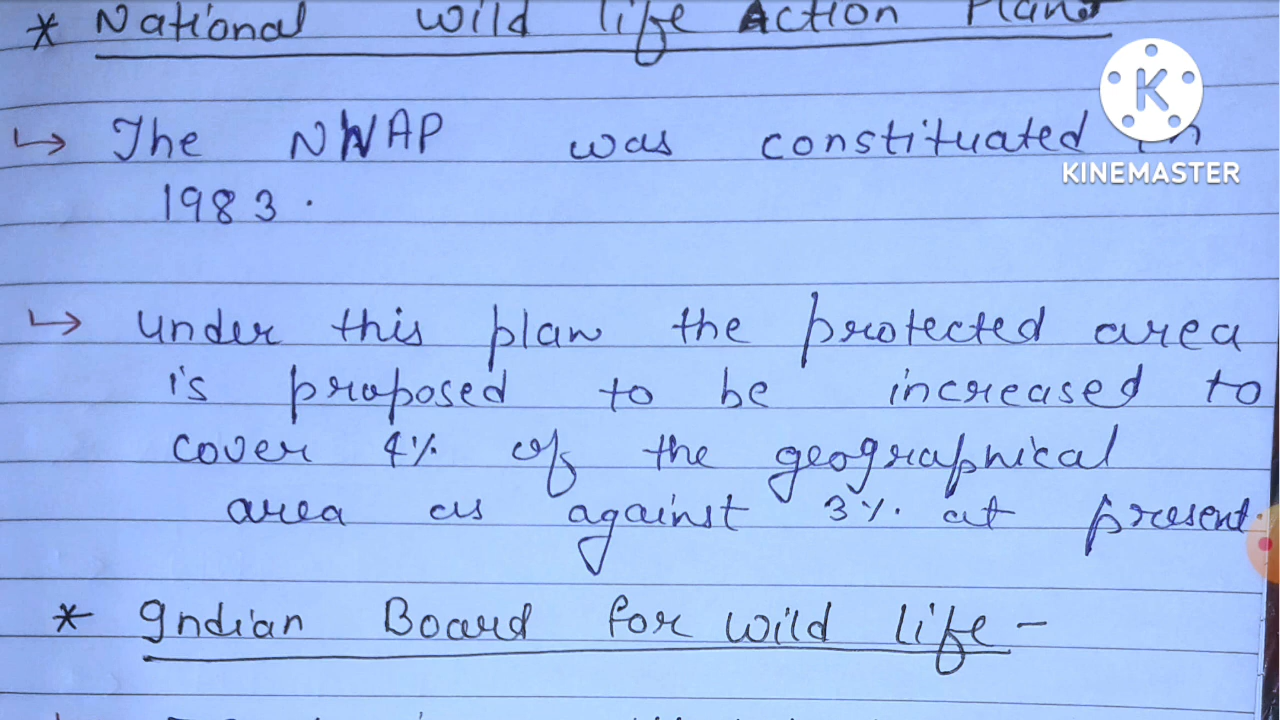 * National Wild life Action Plan
↳ The NWAP was constituated in
1983.
↳ under this plan the protected area
is proposed to be increased to
cover 4% of the geographical
area as against 3% at present.
* Indian Board for Wild Life -
K
KINEMASTER